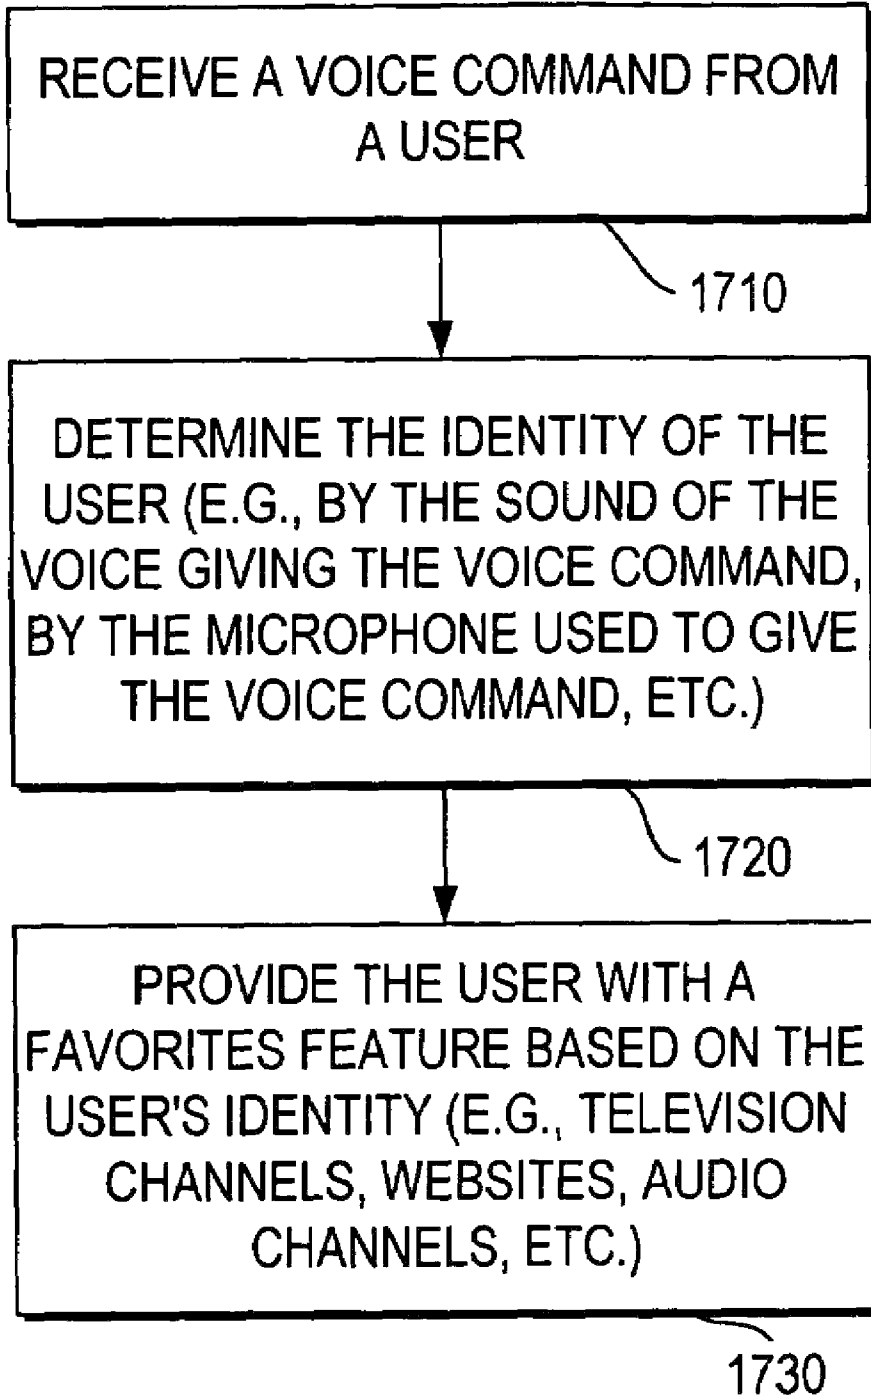 RECEIVE A VOICE COMMAND FROM
A USER
1710
DETERMINE THE IDENTITY OF THE
USER (E.G., BY THE SOUND OF THE
VOICE GIVING THE VOICE COMMAND,
BY THE MICROPHONE USED TO GIVE
THE VOICE COMMAND, ETC.)
1720
PROVIDE THE USER WITH A
FAVORITES FEATURE BASED ON THE
USER'S IDENTITY (E.G., TELEVISION
CHANNELS, WEBSITES, AUDIO
CHANNELS, ETC.)
1730